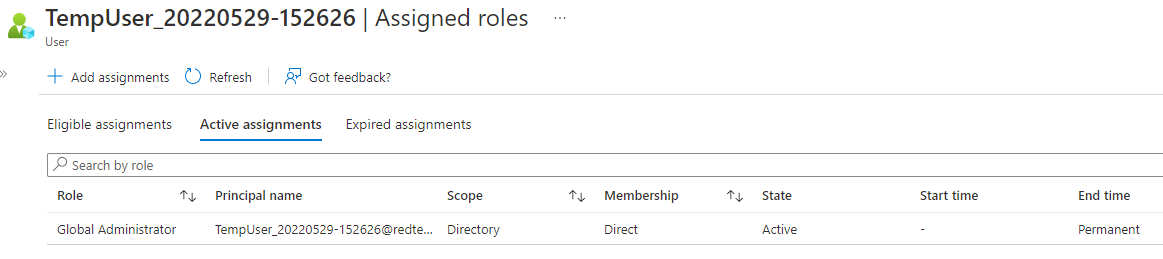 TempUser_20220529-152626 | Assigned roles ...
User
Add assignments Refresh Got feedback?
Eligible assignments Active assignments Expired assignments
Search by role
Role Principal name Scope Membership State Start time End time
Global Administrator TempUser_20220529-152626@redte... Directory Direct Active - Permanent